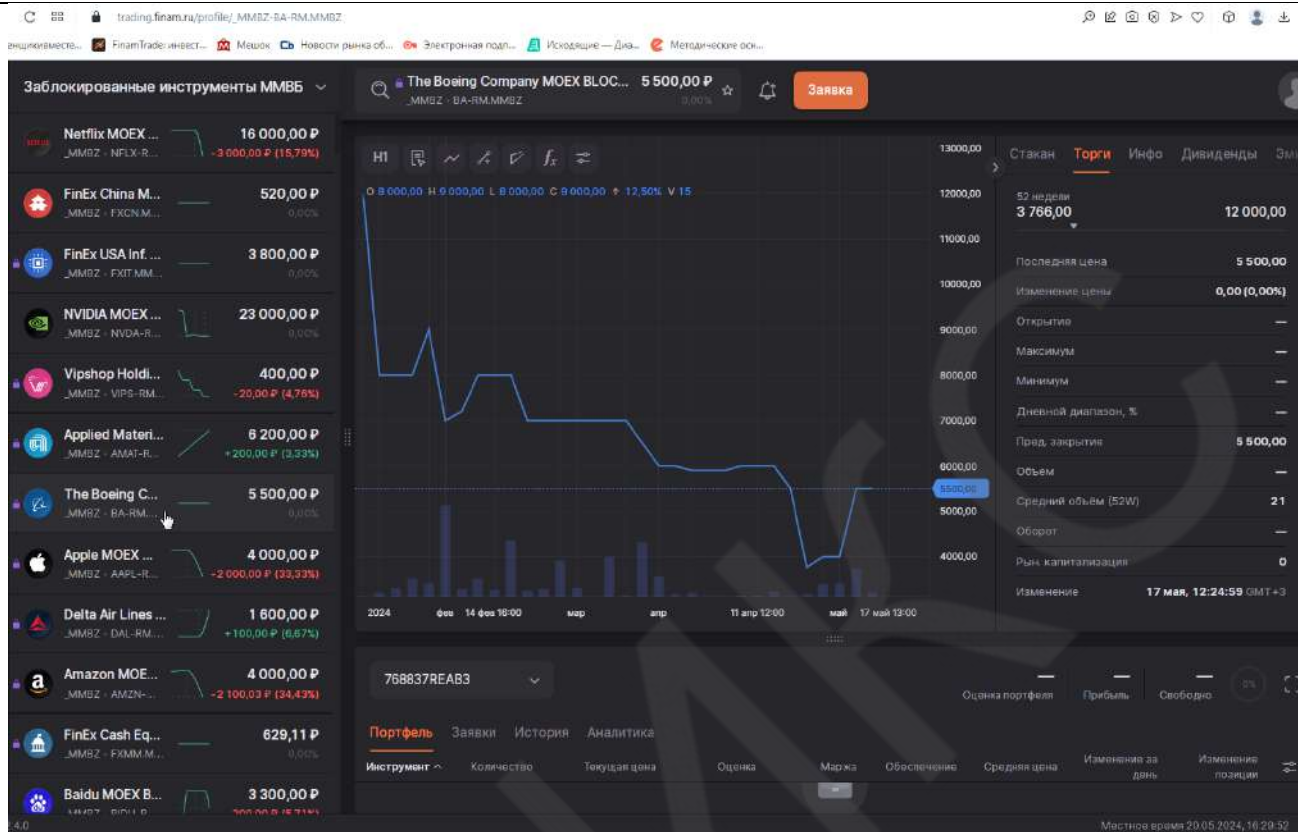 trading.finam.ru/profile/_MMBZ-BA-RM.MMBZ
енщикивместе... FinamTrade: инвест... Мешок Новости рынка об... Электронная подп... Исходящие — Диа... Методические осн...
Заблокированные инструменты ММВБ
The Boeing Company MOEX BLOC... 5 500,00 ₽
_MMBZ · BA-RM.MMBZ 0,00%
Заявка
Netflix MOEX ... 16 000,00 ₽
_MMBZ · NFLX-R... -3 000,00 ₽ (15,79%)
FinEx China M... 520,00 ₽
_MMBZ · FXCN.M... 0,00%
FinEx USA Inf. ... 3 800,00 ₽
_MMBZ · FXIT.MM... 0,00%
NVIDIA MOEX ... 23 000,00 ₽
_MMBZ · NVDA-R... 0,00%
Vipshop Holdi... 400,00 ₽
_MMBZ · VIPS-RM... -20,00 ₽ (4,76%)
Applied Materi... 6 200,00 ₽
_MMBZ · AMAT-R... +200,00 ₽ (3,33%)
The Boeing C... 5 500,00 ₽
_MMBZ · BA-RM.... 0,00%
Apple MOEX ... 4 000,00 ₽
_MMBZ · AAPL-R... -2 000,00 ₽ (33,33%)
Delta Air Lines ... 1 600,00 ₽
_MMBZ · DAL-RM.... +100,00 ₽ (6,67%)
Amazon MOE... 4 000,00 ₽
_MMBZ · AMZN-... -2 100,03 ₽ (34,43%)
FinEx Cash Eq... 629,11 ₽
_MMBZ · FXMM.M... 0,00%
Baidu MOEX B... 3 300,00 ₽
H1
O 8 000,00 H 9 000,00 L 8 000,00 C 9 000,00 12,50% V 15
13000,00
12000,00
11000,00
10000,00
9000,00
8000,00
7000,00
6000,00
5500,00
5000,00
4000,00
2024 фев 14 фев 16:00 мар апр 11 апр 12:00 май 17 май 13:00
Стакан Торги Инфо Дивиденды Эми
52 недели
3 766,00 12 000,00
Последняя цена 5 500,00
Изменение цены 0,00 (0,00%)
Открытие —
Максимум —
Минимум —
Дневной диапазон, % —
Пред. закрытие 5 500,00
Объём —
Средний объём (52W) 21
Оборот —
Рын. капитализация 0
Изменение 17 мая, 12:24:59 GMT+3
768837REAB3
— — — 0%
Оценка портфеля Прибыль Свободно
Портфель Заявки История Аналитика
Инструмент Количество Текущая цена Оценка Маржа Обеспечение Средняя цена Изменение за день Изменение позиции
4.0
Местное время 20.05.2024, 16:29:52